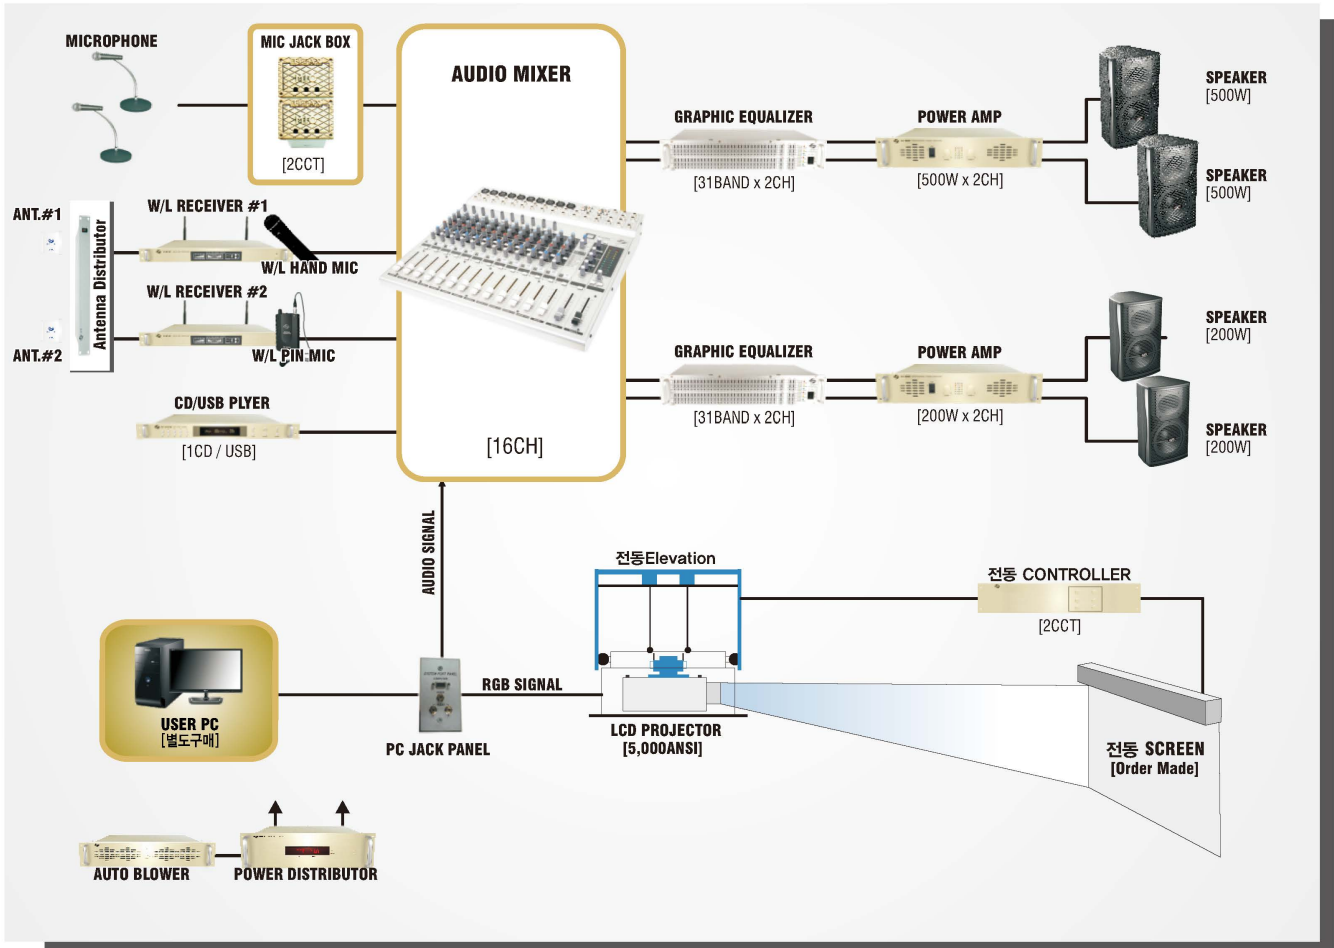 MICROPHONE
MIC JACK BOX
[2CCT]
AUDIO MIXER
[16CH]
GRAPHIC EQUALIZER
[31BAND x 2CH]
POWER AMP
[500W x 2CH]
SPEAKER
[500W]
SPEAKER
[500W]
ANT.#1
ANT.#2
Antenna Distributor
W/L RECEIVER #1
W/L HAND MIC
W/L RECEIVER #2
W/L PIN MIC
CD/USB PLYER
[1CD / USB]
GRAPHIC EQUALIZER
[31BAND x 2CH]
POWER AMP
[200W x 2CH]
SPEAKER
[200W]
SPEAKER
[200W]
AUDIO SIGNAL
전동Elevation
전동 CONTROLLER
[2CCT]
USER PC
[별도구매]
PC JACK PANEL
RGB SIGNAL
LCD PROJECTOR
[5,000ANSI]
전동 SCREEN
[Order Made]
AUTO BLOWER
POWER DISTRIBUTOR